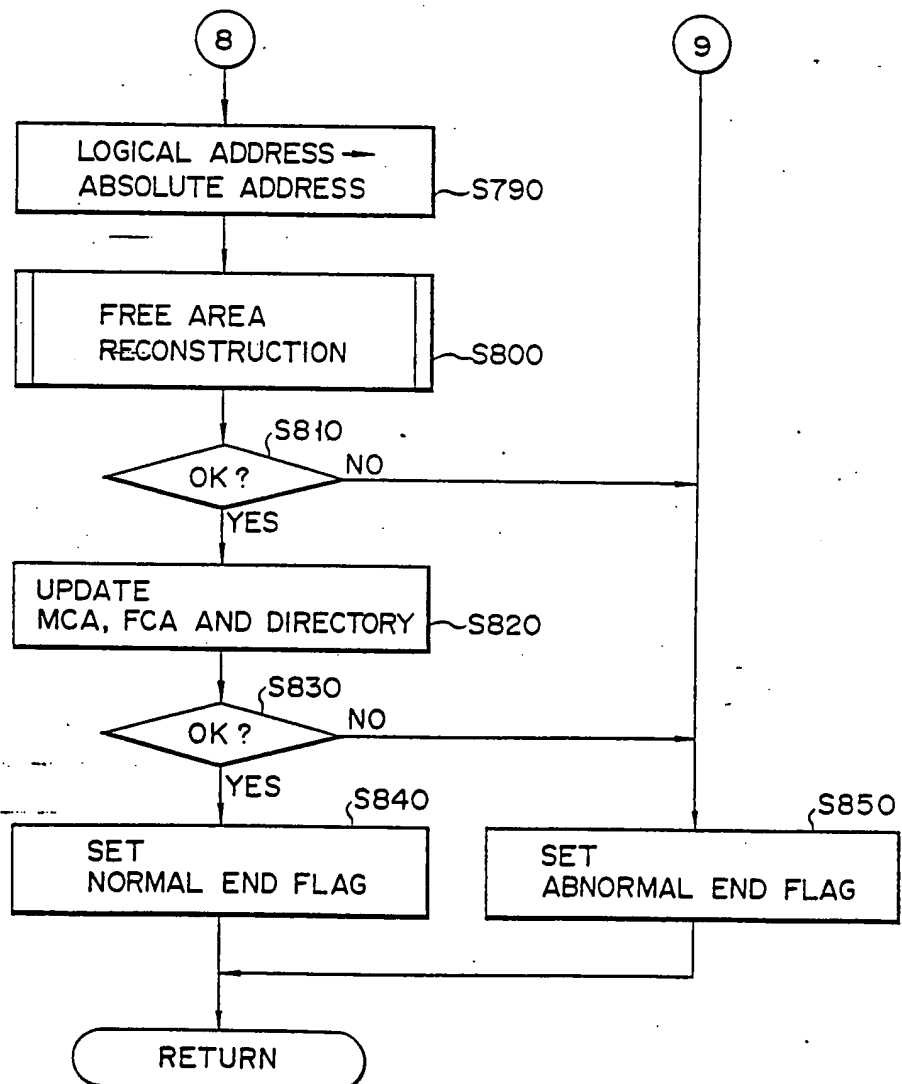 8
9
LOGICAL ADDRESS →
ABSOLUTE ADDRESS
S790
FREE AREA
RECONSTRUCTION
S800
S810
OK?
NO
YES
UPDATE
MCA, FCA AND DIRECTORY
S820
S830
OK?
NO
YES
S840
SET
NORMAL END FLAG
S850
SET
ABNORMAL END FLAG
RETURN